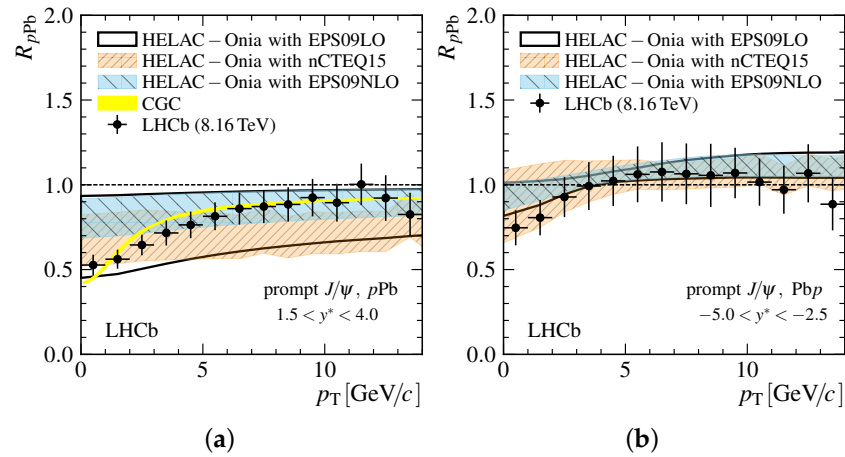 R_pPb
2.0
1.5
1.0
0.5
0.0
HELAC−Onia with EPS09LO
HELAC−Onia with nCTEQ15
HELAC−Onia with EPS09NLO
CGC
LHCb (8.16 TeV)
prompt J/ψ, pPb
1.5 < y* < 4.0
LHCb
0 5 10
p_T [GeV/c]
(a)
R_pPb
2.0
1.5
1.0
0.5
0.0
HELAC−Onia with EPS09LO
HELAC−Onia with nCTEQ15
HELAC−Onia with EPS09NLO
LHCb (8.16 TeV)
prompt J/ψ, Pbp
−5.0 < y* < −2.5
LHCb
0 5 10
p_T [GeV/c]
(b)